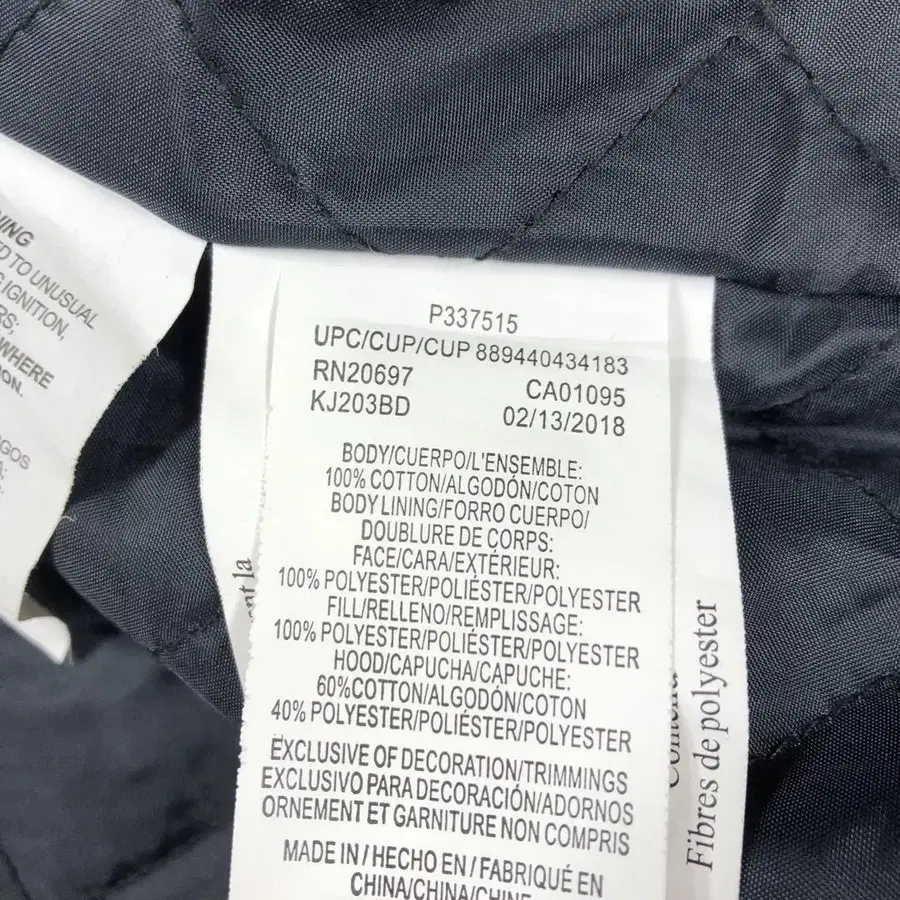 TO UNUSUAL
IGNITION,
WHERE
P337515
UPC/CUP/CUP 889440434183
RN20697 CA01095
KJ203BD 02/13/2018
BODY/CUERPO/L'ENSEMBLE:
100% COTTON/ALGODÓN/COTON
BODY LINING/FORRO CUERPO/
DOUBLURE DE CORPS:
FACE/CARA/EXTÉRIEUR:
100% POLYESTER/POLIÉSTER/POLYESTER
FILL/RELLENO/REMPLISSAGE:
100% POLYESTER/POLIÉSTER/POLYESTER
HOOD/CAPUCHA/CAPUCHE:
60%COTTON/ALGODÓN/COTON
40% POLYESTER/POLIÉSTER/POLYESTER
EXCLUSIVE OF DECORATION/TRIMMINGS
EXCLUSIVO PARA DECORACIÓN/ADORNOS
ORNEMENT ET GARNITURE NON COMPRIS
MADE IN / HECHO EN / FABRIQUÉ EN
CHINA/CHINA/CHINE
Fibres de polyester